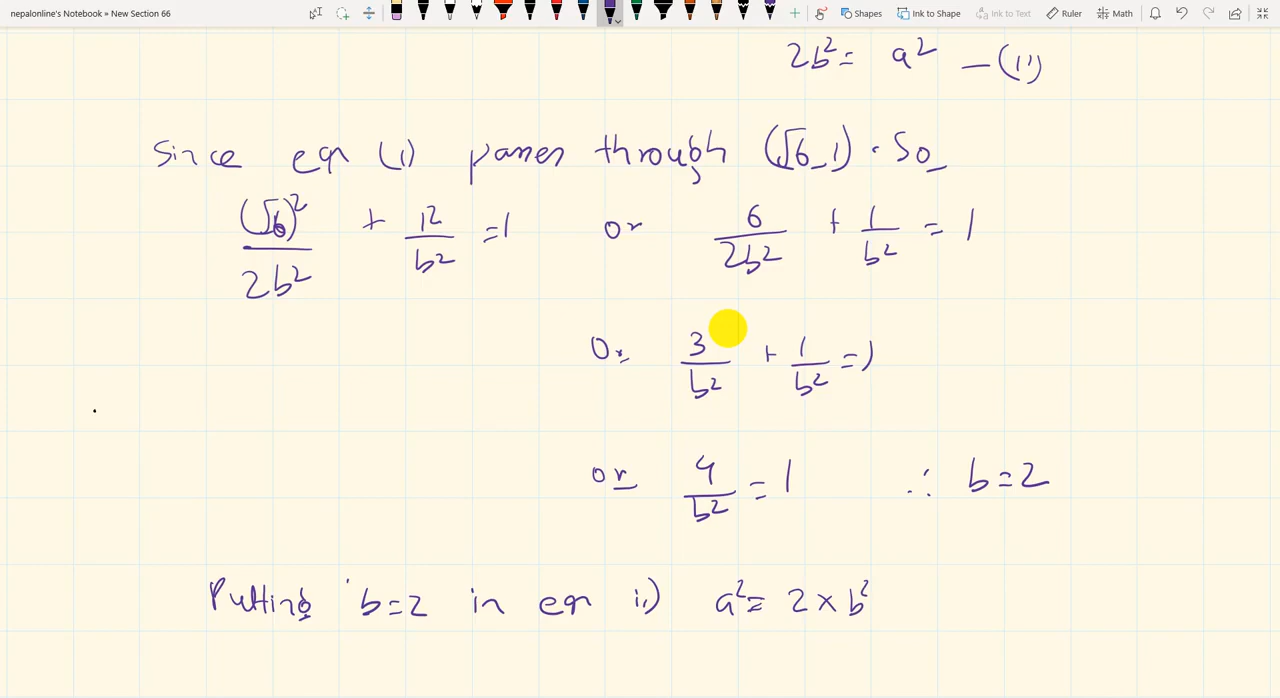 nepalonline's Notebook » New Section 66
Shapes Ink to Shape Ink to Text Ruler Math
2b² = a² —(ii)
Since eqn (i) passes through (√6, 1). So,
(√6)²/2b² + 1²/b² = 1 or 6/2b² + 1/b² = 1
Or, 3/b² + 1/b² = 1
or 4/b² = 1 ∴ b=2
Putting b=2 in eqn ii) a² = 2×b²